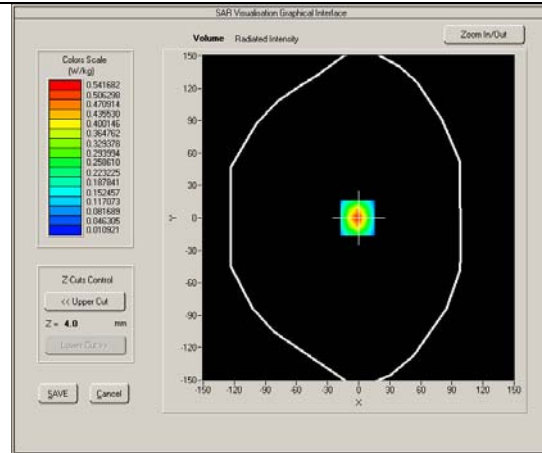 SAR Visualisation Graphical Interface
Volume Radiated Intensity
Zoom In/Out
Colors Scale
(W/kg)
0.541682
0.506298
0.470914
0.435530
0.400146
0.364762
0.329378
0.293994
0.258610
0.223225
0.187841
0.152457
0.117073
0.081689
0.046305
0.010921
Z Cuts Control
<< Upper Cut
Z = 4.0 mm
Lower Cut >>
SAVE
Cancel
150
120
90
60
30
0
-30
-60
-90
-120
-150
Y
-150 -120 -90 -60 -30 0 30 60 90 120 150
X